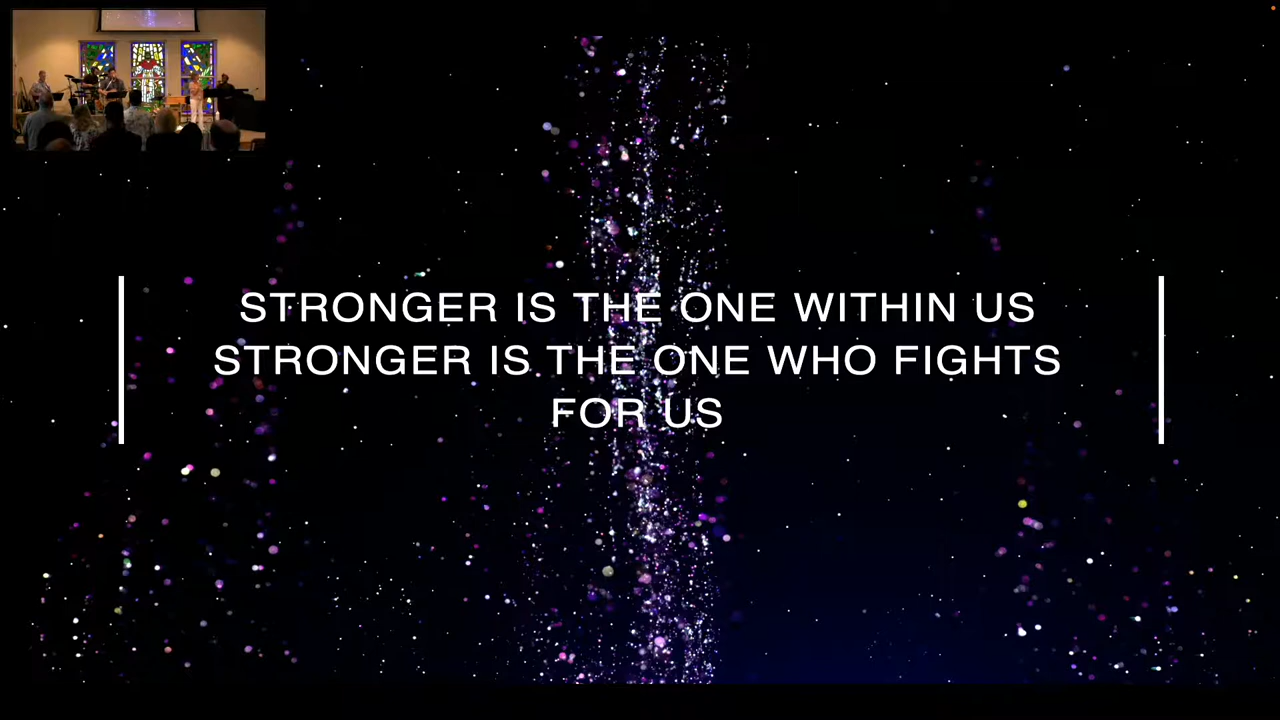 STRONGER IS THE ONE WITHIN US
STRONGER IS THE ONE WHO FIGHTS
FOR US